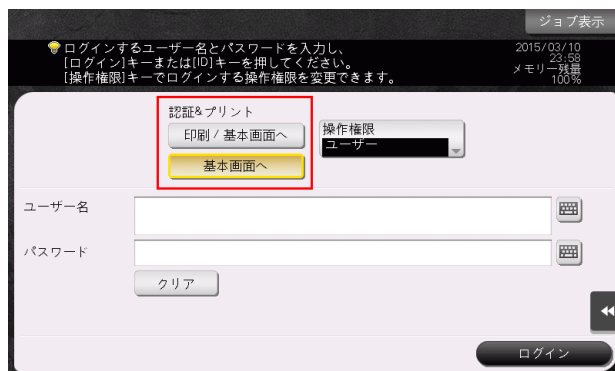 ジョブ表示
ログインするユーザー名とパスワードを入力し、
[ログイン]キーまたは[ID]キーを押してください。
[操作権限]キーでログインする操作権限を変更できます。
2015/03/10
23:58
メモリー残量
100%
認証&プリント
印刷 / 基本画面へ
基本画面へ
操作権限
ユーザー
ユーザー名
パスワード
クリア
ログイン